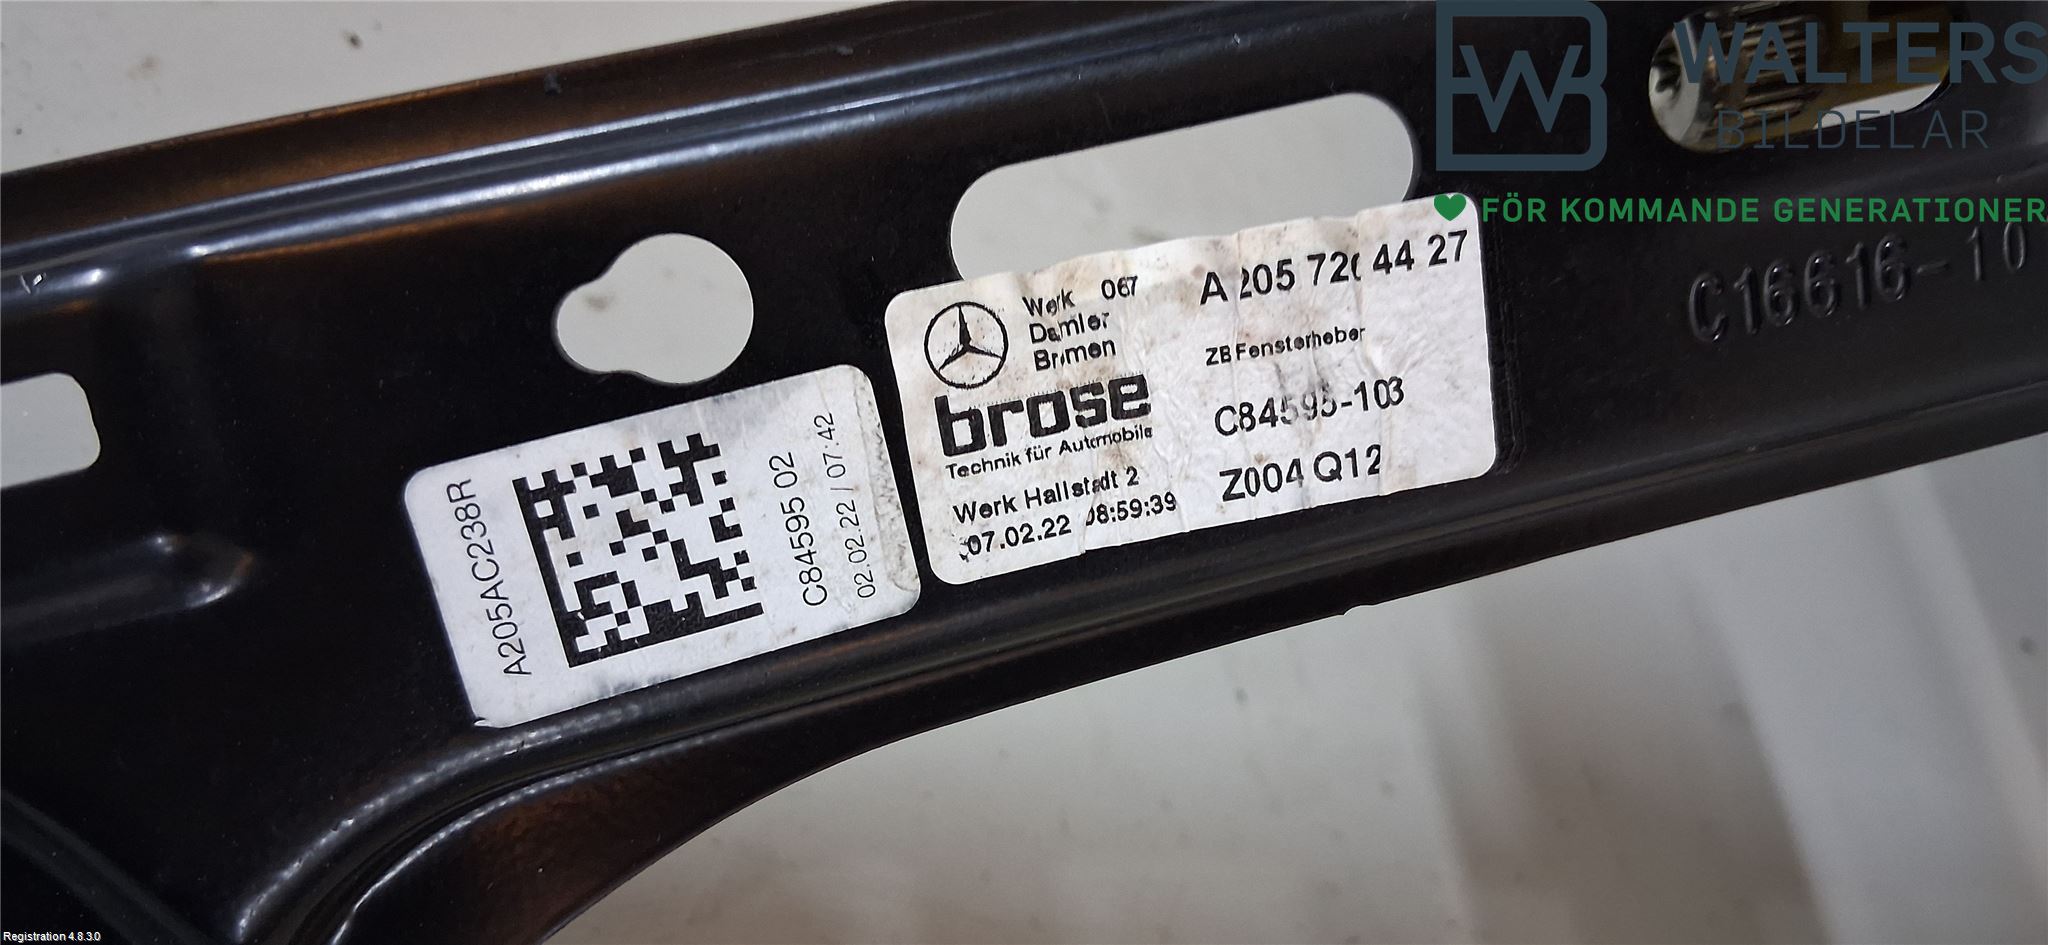 WALTERS
BILDELAR
FÖR KOMMANDE GENERATIONER
C16616-10
Werk 067
Daimler
Bremen
brose
Technik für Automobile
Werk Hallstadt 2
07.02.22 08:59:39
A 205 720 44 27
ZB Fensterheber
C84595-103
Z004 Q12
A205AC238R
C84595 02
02.02.22 / 07:42
Registration 4.8.3.0